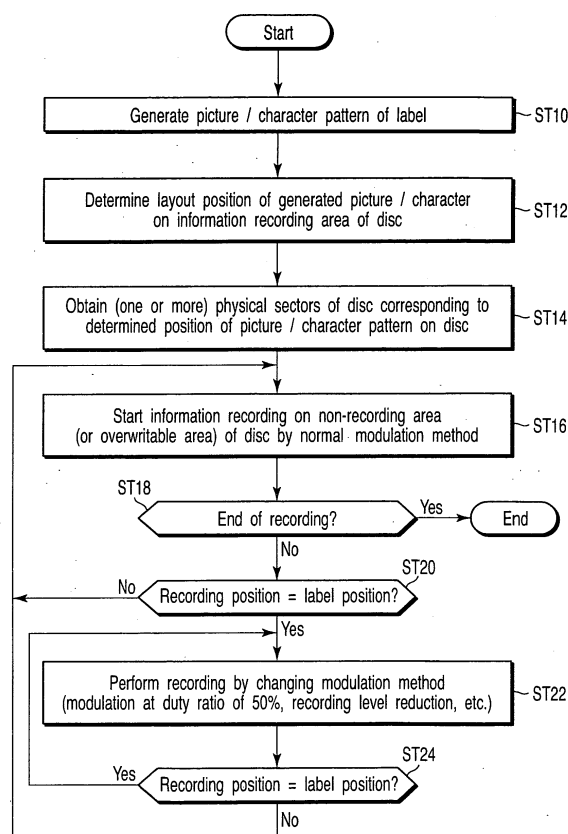 Start
Generate picture / character pattern of label
ST10
Determine layout position of generated picture / character
on information recording area of disc
ST12
Obtain (one or more) physical sectors of disc corresponding to
determined position of picture / character pattern on disc
ST14
Start information recording on non-recording area
(or overwritable area) of disc by normal modulation method
ST16
ST18
End of recording?
Yes
End
No
ST20
No
Recording position = label position?
Yes
Perform recording by changing modulation method
(modulation at duty ratio of 50%, recording level reduction, etc.)
ST22
ST24
Yes
Recording position = label position?
No